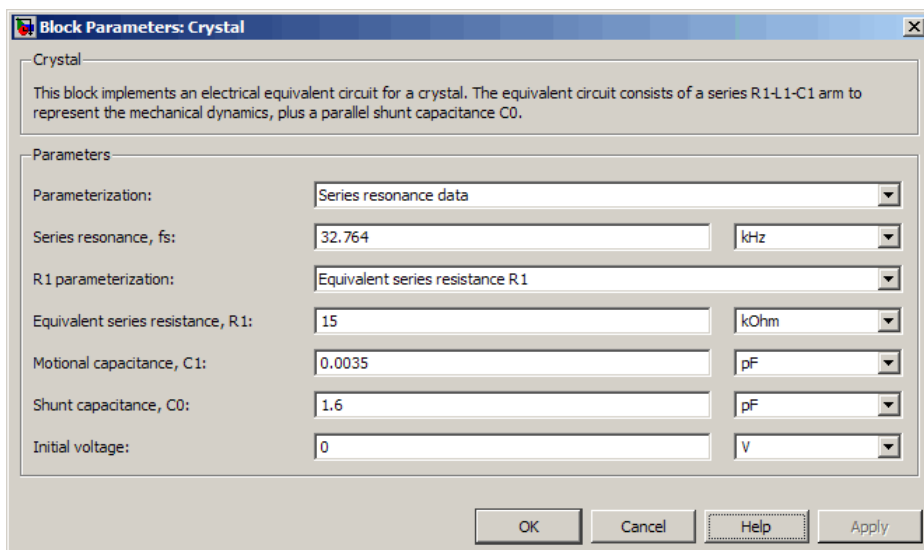 Block Parameters: Crystal
Crystal
This block implements an electrical equivalent circuit for a crystal. The equivalent circuit consists of a series R1-L1-C1 arm to
represent the mechanical dynamics, plus a parallel shunt capacitance C0.
Parameters
Parameterization: Series resonance data
Series resonance, fs: 32.764 kHz
R1 parameterization: Equivalent series resistance R1
Equivalent series resistance, R1: 15 kOhm
Motional capacitance, C1: 0.0035 pF
Shunt capacitance, C0: 1.6 pF
Initial voltage: 0 V
OK Cancel Help Apply